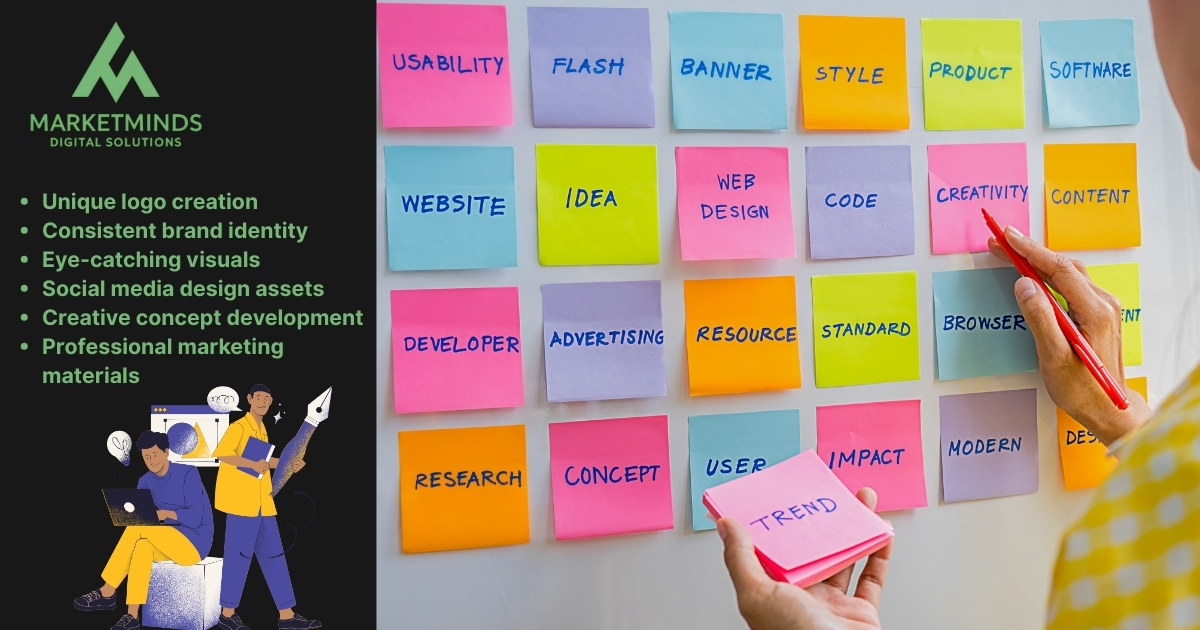 MARKETMINDS
DIGITAL SOLUTIONS
• Unique logo creation
• Consistent brand identity
• Eye-catching visuals
• Social media design assets
• Creative concept development
• Professional marketing
materials
USABILITY
FLASH
BANNER
STYLE
PRODUCT
SOFTWARE
WEBSITE
IDEA
WEB
DESIGN
CODE
CREATIVITY
CONTENT
DEVELOPER
ADVERTISING
RESOURCE
STANDARD
BROWSER
RESEARCH
CONCEPT
USER
IMPACT
MODERN
TREND